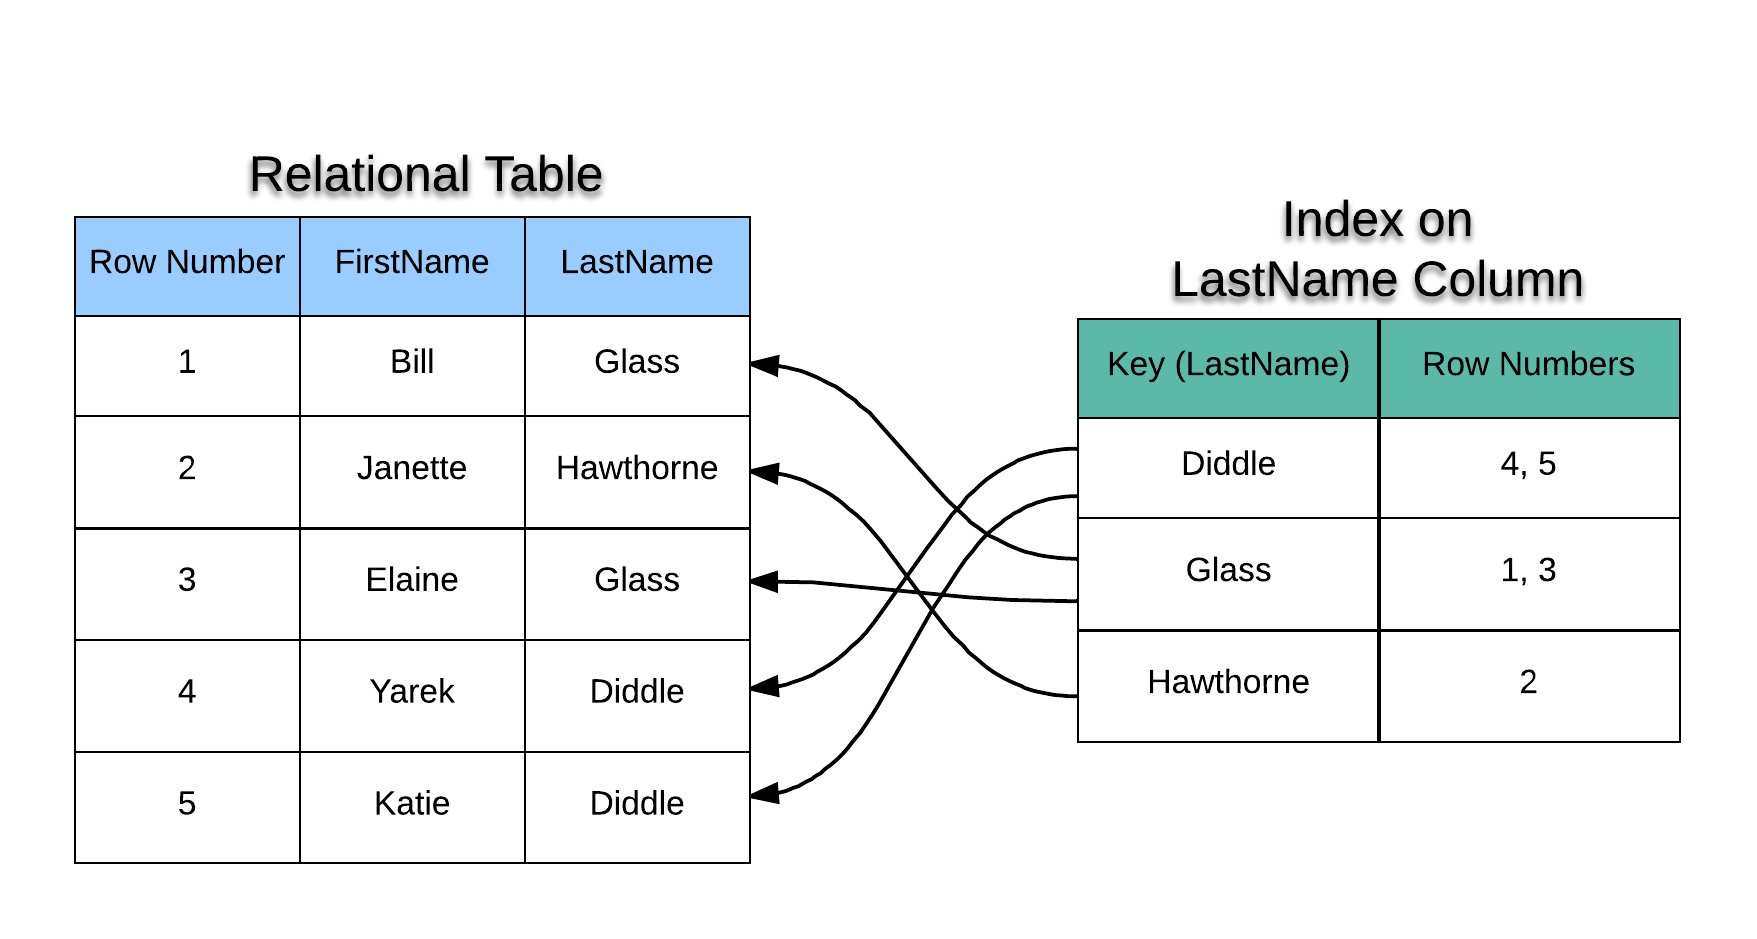 Relational Table
Row Number FirstName LastName
1 Bill Glass
2 Janette Hawthorne
3 Elaine Glass
4 Yarek Diddle
5 Katie Diddle
Index on
LastName Column
Key (LastName) Row Numbers
Diddle 4, 5
Glass 1, 3
Hawthorne 2